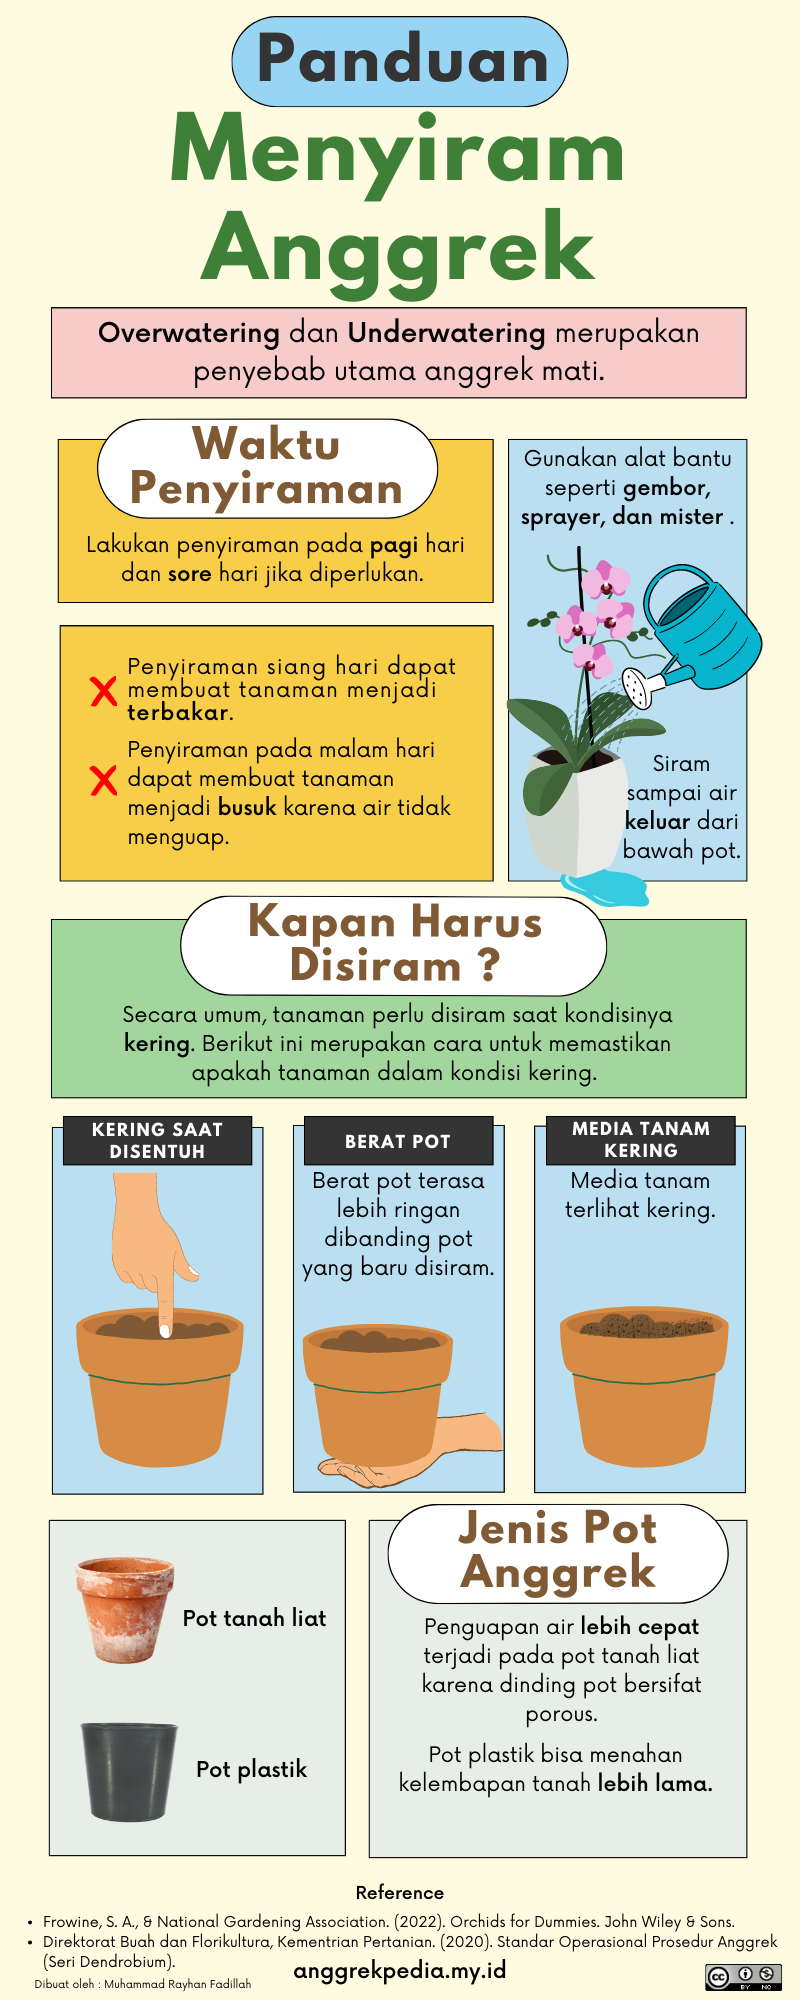 Panduan
Menyiram
Anggrek
Overwatering dan Underwatering merupakan
penyebab utama anggrek mati.
Waktu
Penyiraman
Lakukan penyiraman pada pagi hari
dan sore hari jika diperlukan.
Penyiraman siang hari dapat
membuat tanaman menjadi
terbakar.
Penyiraman pada malam hari
dapat membuat tanaman
menjadi busuk karena air tidak
menguap.
Gunakan alat bantu
seperti gembor,
sprayer, dan mister .
Siram
sampai air
keluar dari
bawah pot.
Kapan Harus
Disiram ?
Secara umum, tanaman perlu disiram saat kondisinya
kering. Berikut ini merupakan cara untuk memastikan
apakah tanaman dalam kondisi kering.
KERING SAAT
DISENTUH
BERAT POT
Berat pot terasa
lebih ringan
dibanding pot
yang baru disiram.
MEDIA TANAM
KERING
Media tanam
terlihat kering.
Pot tanah liat
Pot plastik
Jenis Pot
Anggrek
Penguapan air lebih cepat
terjadi pada pot tanah liat
karena dinding pot bersifat
porous.
Pot plastik bisa menahan
kelembapan tanah lebih lama.
Reference
• Frowine, S. A., & National Gardening Association. (2022). Orchids for Dummies. John Wiley & Sons.
• Direktorat Buah dan Florikultura, Kementrian Pertanian. (2020). Standar Operasional Prosedur Anggrek
(Seri Dendrobium).
Dibuat oleh : Muhammad Rayhan Fadillah
anggrekpedia.my.id
cc
BY NC